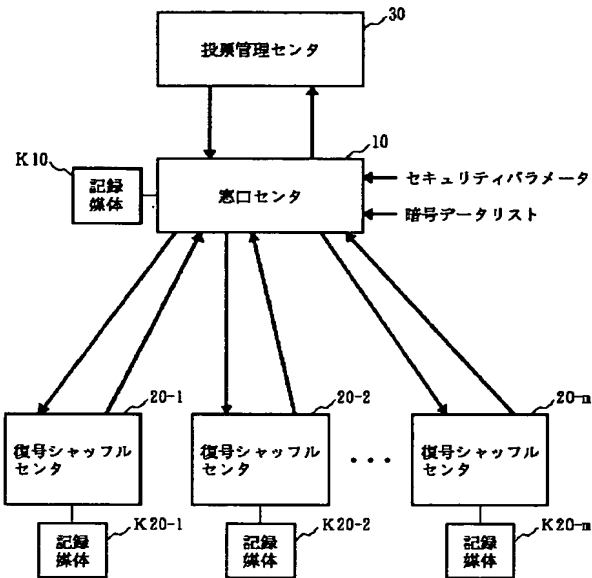 30
投票管理センタ
10
K10
記録
媒体
窓口センタ
セキュリティパラメータ
暗号データリスト
20-1
20-2
20-m
復号シャッフル
センタ
復号シャッフル
センタ
・・・
復号シャッフル
センタ
K20-1
K20-2
K20-m
記録
媒体
記録
媒体
記録
媒体